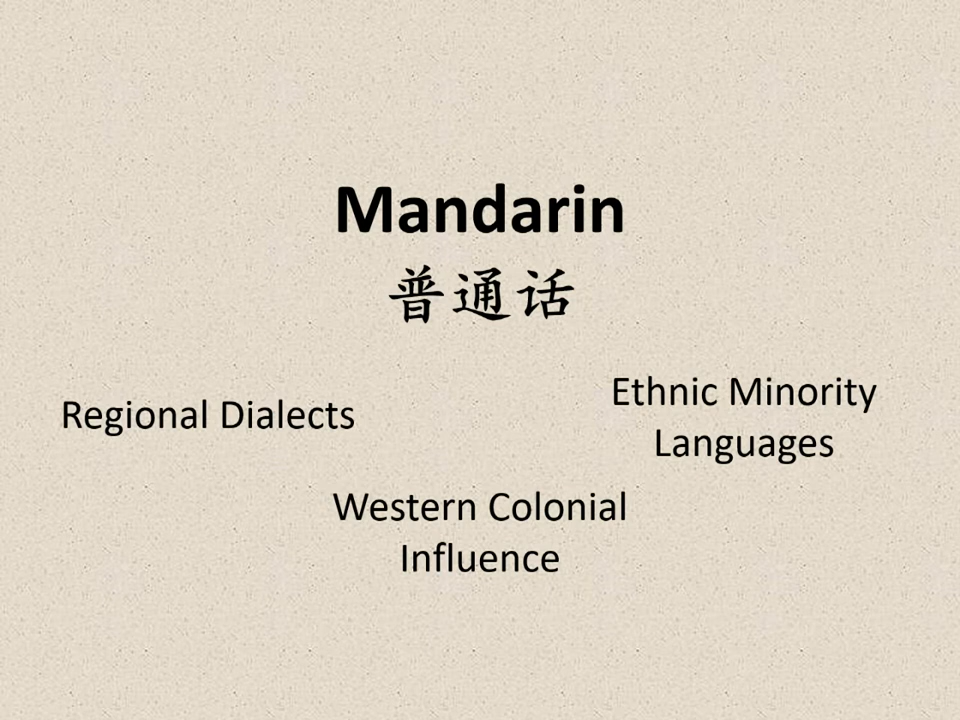 Mandarin
普通话
Regional Dialects
Ethnic Minority
Languages
Western Colonial
Influence